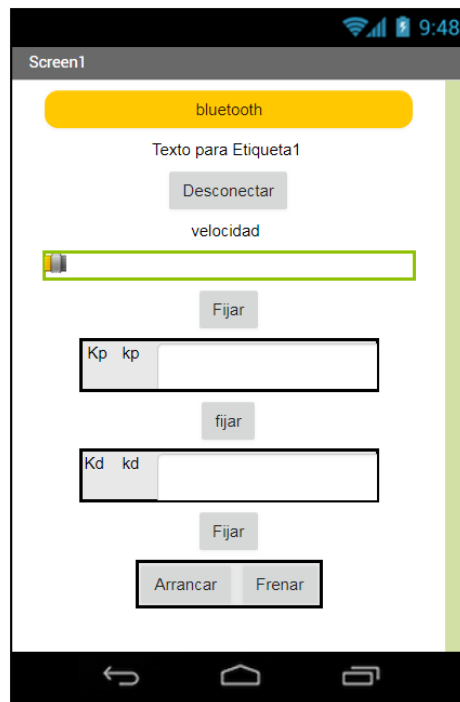 9:48
Screen1
bluetooth
Texto para Etiqueta1
Desconectar
velocidad
Fijar
Kp kp
fijar
Kd kd
Fijar
Arrancar Frenar